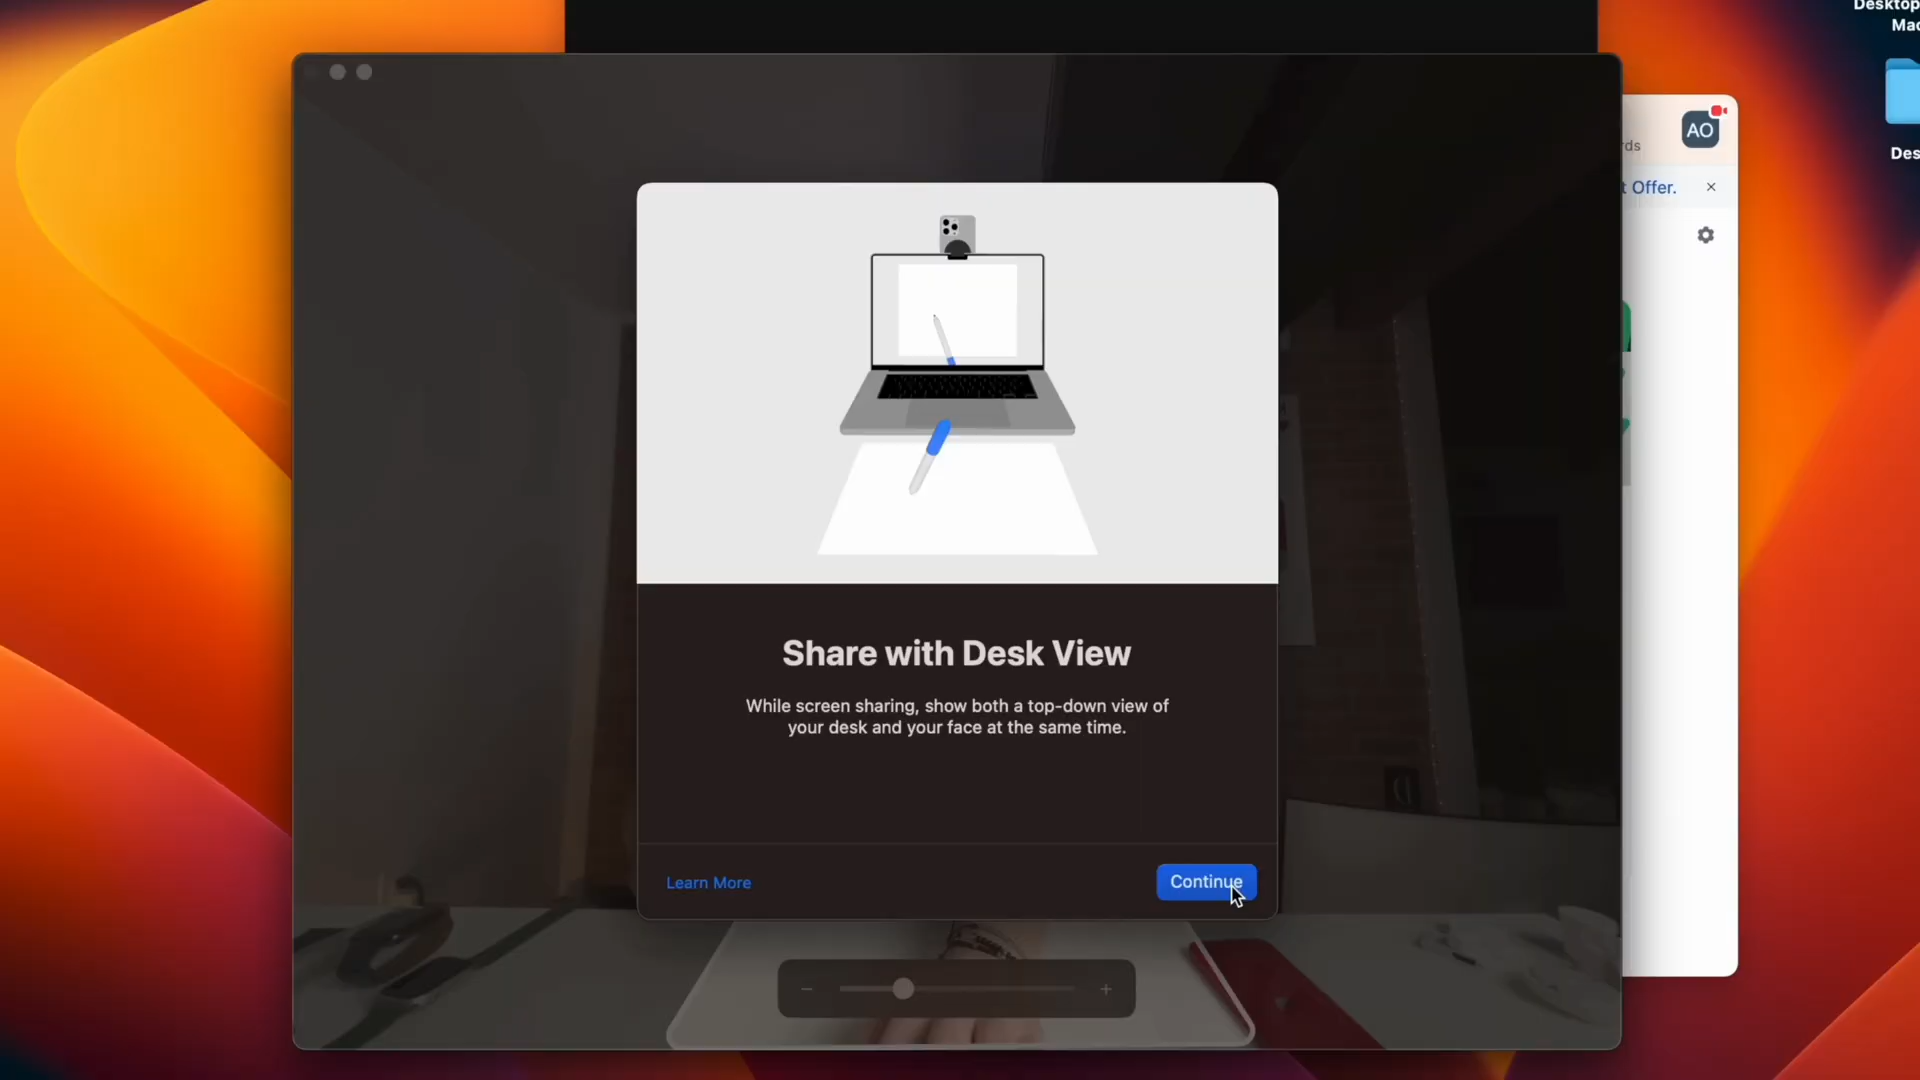 Desktop
Mac
AO
rds
t Offer.
Des
Share with Desk View
While screen sharing, show both a top-down view of
your desk and your face at the same time.
Learn More
Continue